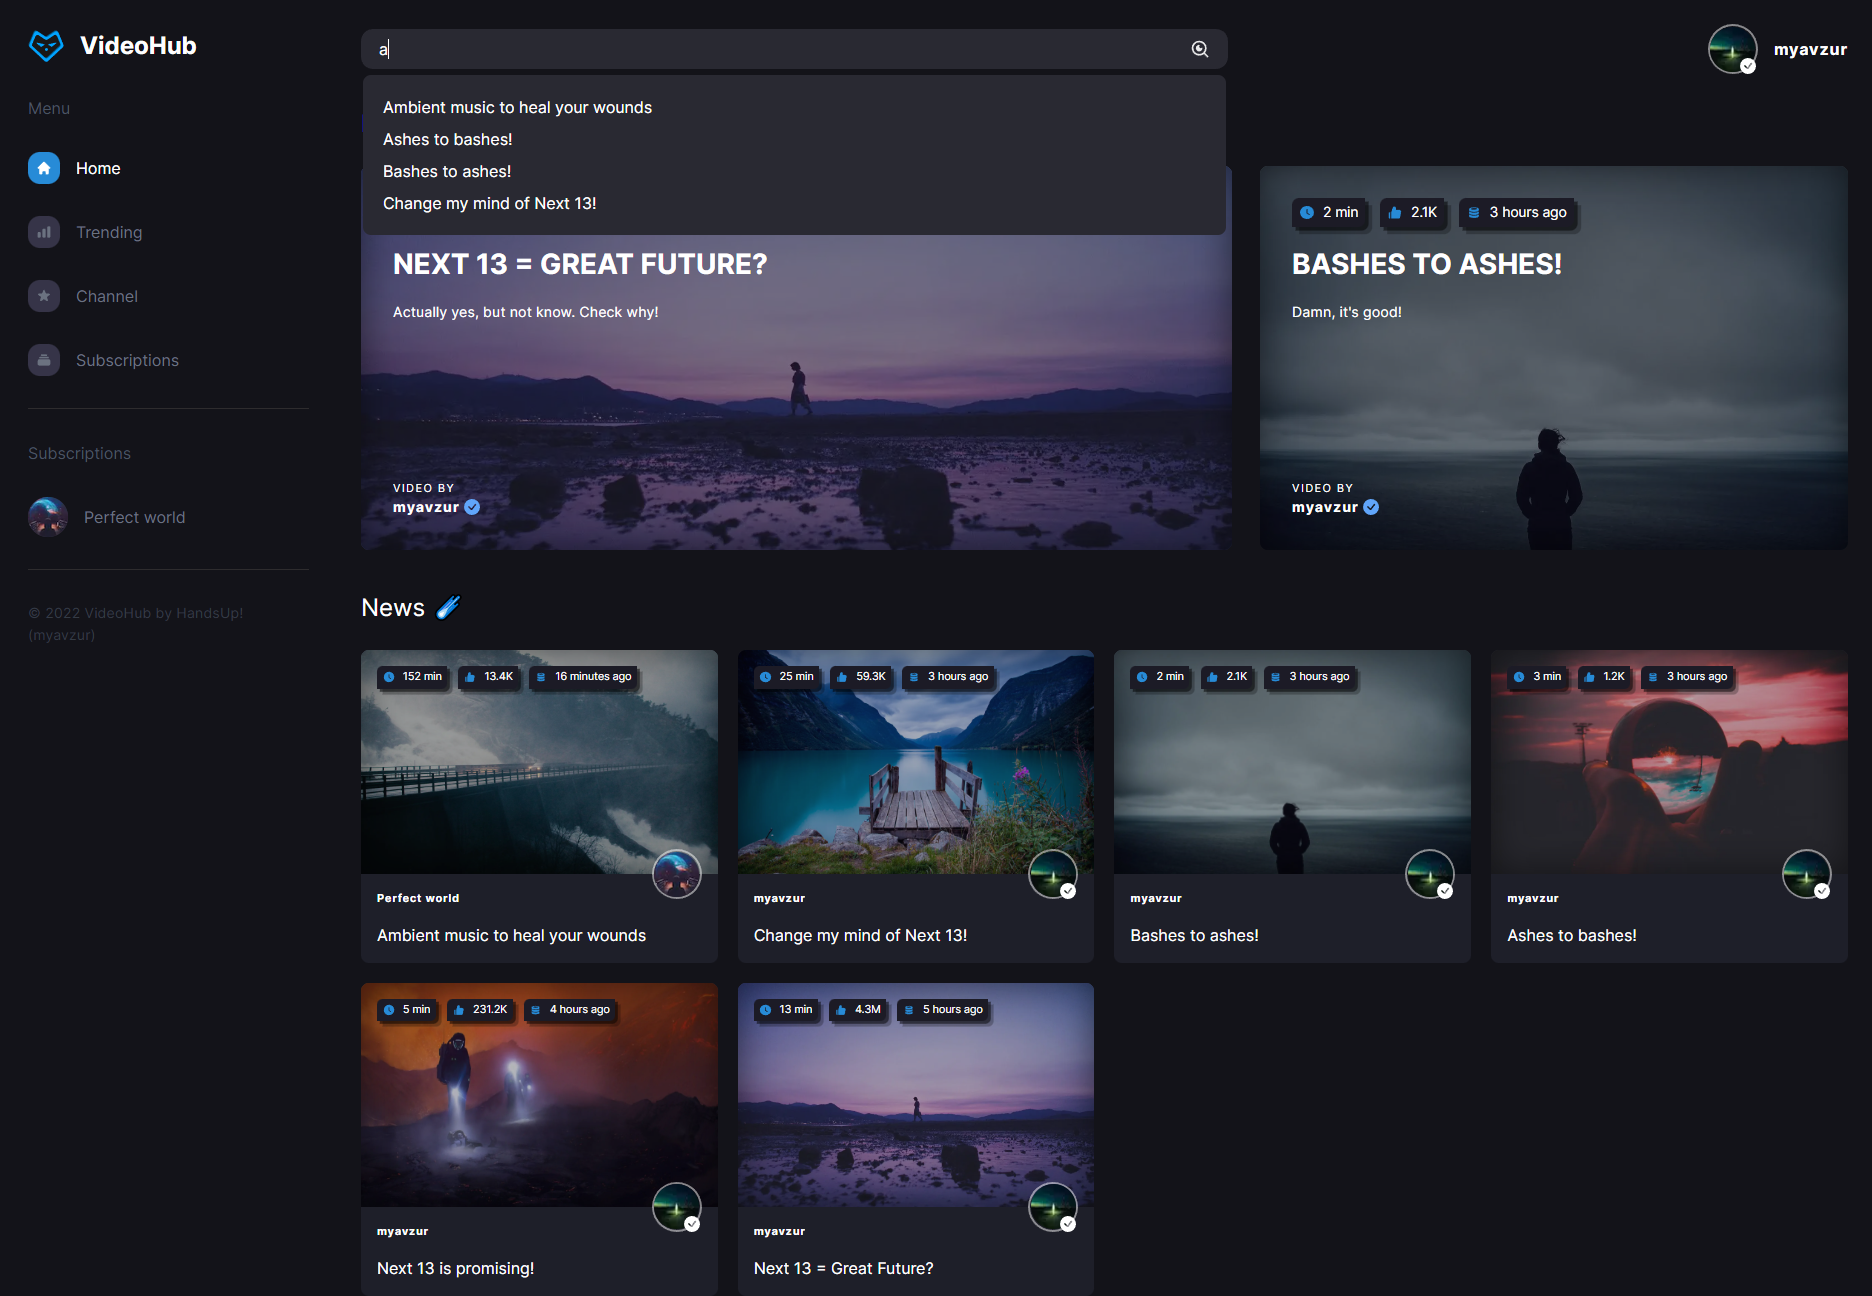 VideoHub
a
myavzur
Menu
Home
Trending
Channel
Subscriptions
Subscriptions
Perfect world
© 2022 VideoHub by HandsUp!
(myavzur)
Ambient music to heal your wounds
Ashes to bashes!
Bashes to ashes!
Change my mind of Next 13!
NEXT 13 = GREAT FUTURE?
Actually yes, but not know. Check why!
VIDEO BY
myavzur
2 min 2.1K 3 hours ago
BASHES TO ASHES!
Damn, it's good!
VIDEO BY
myavzur
News
152 min 13.4K 16 minutes ago
Perfect world
Ambient music to heal your wounds
25 min 59.3K 3 hours ago
myavzur
Change my mind of Next 13!
2 min 2.1K 3 hours ago
myavzur
Bashes to ashes!
3 min 1.2K 3 hours ago
myavzur
Ashes to bashes!
5 min 231.2K 4 hours ago
myavzur
Next 13 is promising!
13 min 4.3M 5 hours ago
myavzur
Next 13 = Great Future?